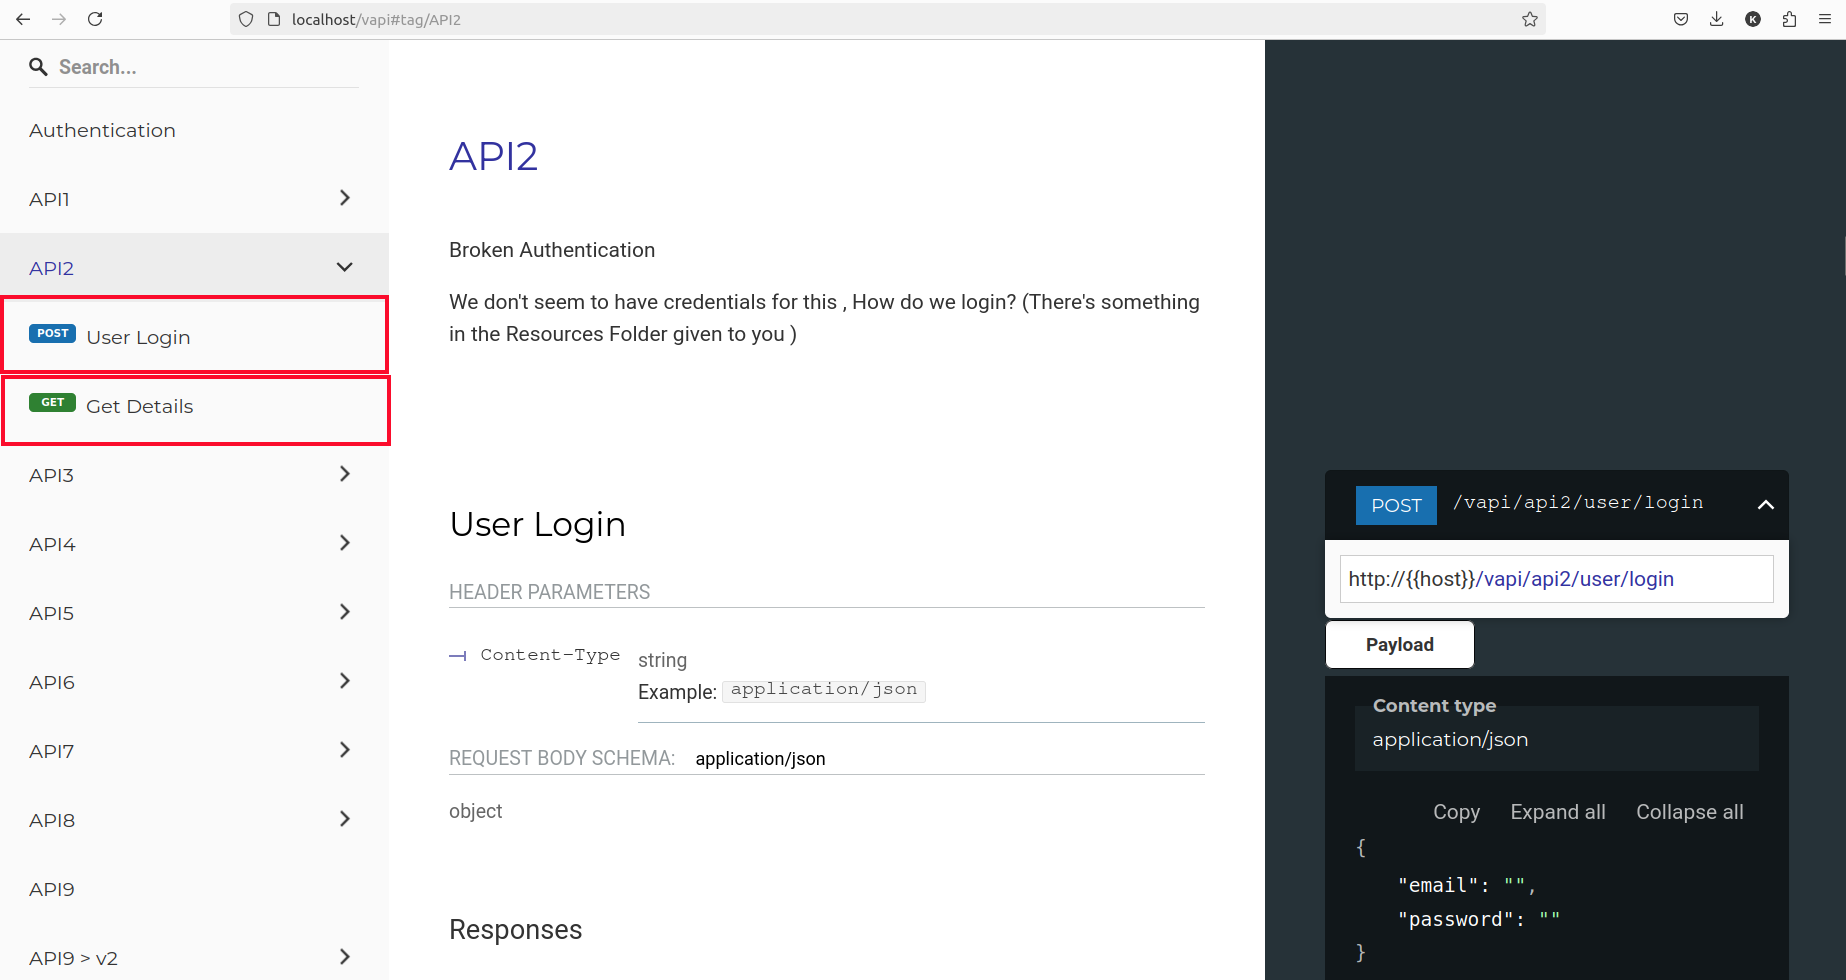 localhost/vapi#tag/API2
K
Search...
Authentication
API1
API2
POST User Login
GET Get Details
API3
API4
API5
API6
API7
API8
API9
API9 > v2
API2
Broken Authentication
We don't seem to have credentials for this , How do we login? (There's something
in the Resources Folder given to you )
User Login
HEADER PARAMETERS
Content-Type string
Example: application/json
REQUEST BODY SCHEMA: application/json
object
Responses
POST /vapi/api2/user/login
http://{{host}}/vapi/api2/user/login
Payload
Content type
application/json
Copy Expand all Collapse all
{
"email": "",
"password": ""
}